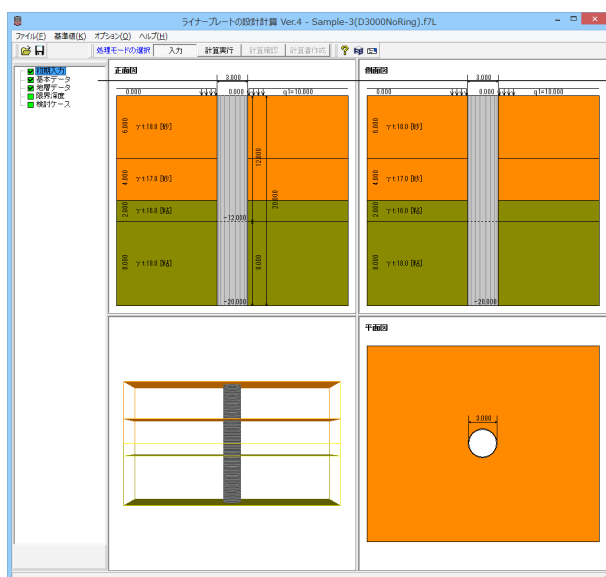 ライナープレートの設計計算 Ver.4 - Sample-3(D3000NoRing).f7L
ファイル(F) 基準値(K) オプション(O) ヘルプ(H)
処理モードの選択 入力 計算実行 計算確認 計算書作成
初期入力
基本データ
地層データ
限界深度
検討ケース
正面図
3.000
0.000 0.000 q1=10.000
6.000 γt:18.0 [砂]
4.000 γt:17.0 [砂]
2.000 γt:16.0 [粘]
8.000 γt:18.0 [粘]
12.000
20.000
8.000
-12.000
-20.000
側面図
3.000
0.000 0.000 q1=10.000
6.000 γt:18.0 [砂]
4.000 γt:17.0 [砂]
2.000 γt:16.0 [粘]
8.000 γt:18.0 [粘]
-20.000
平面図
3.000